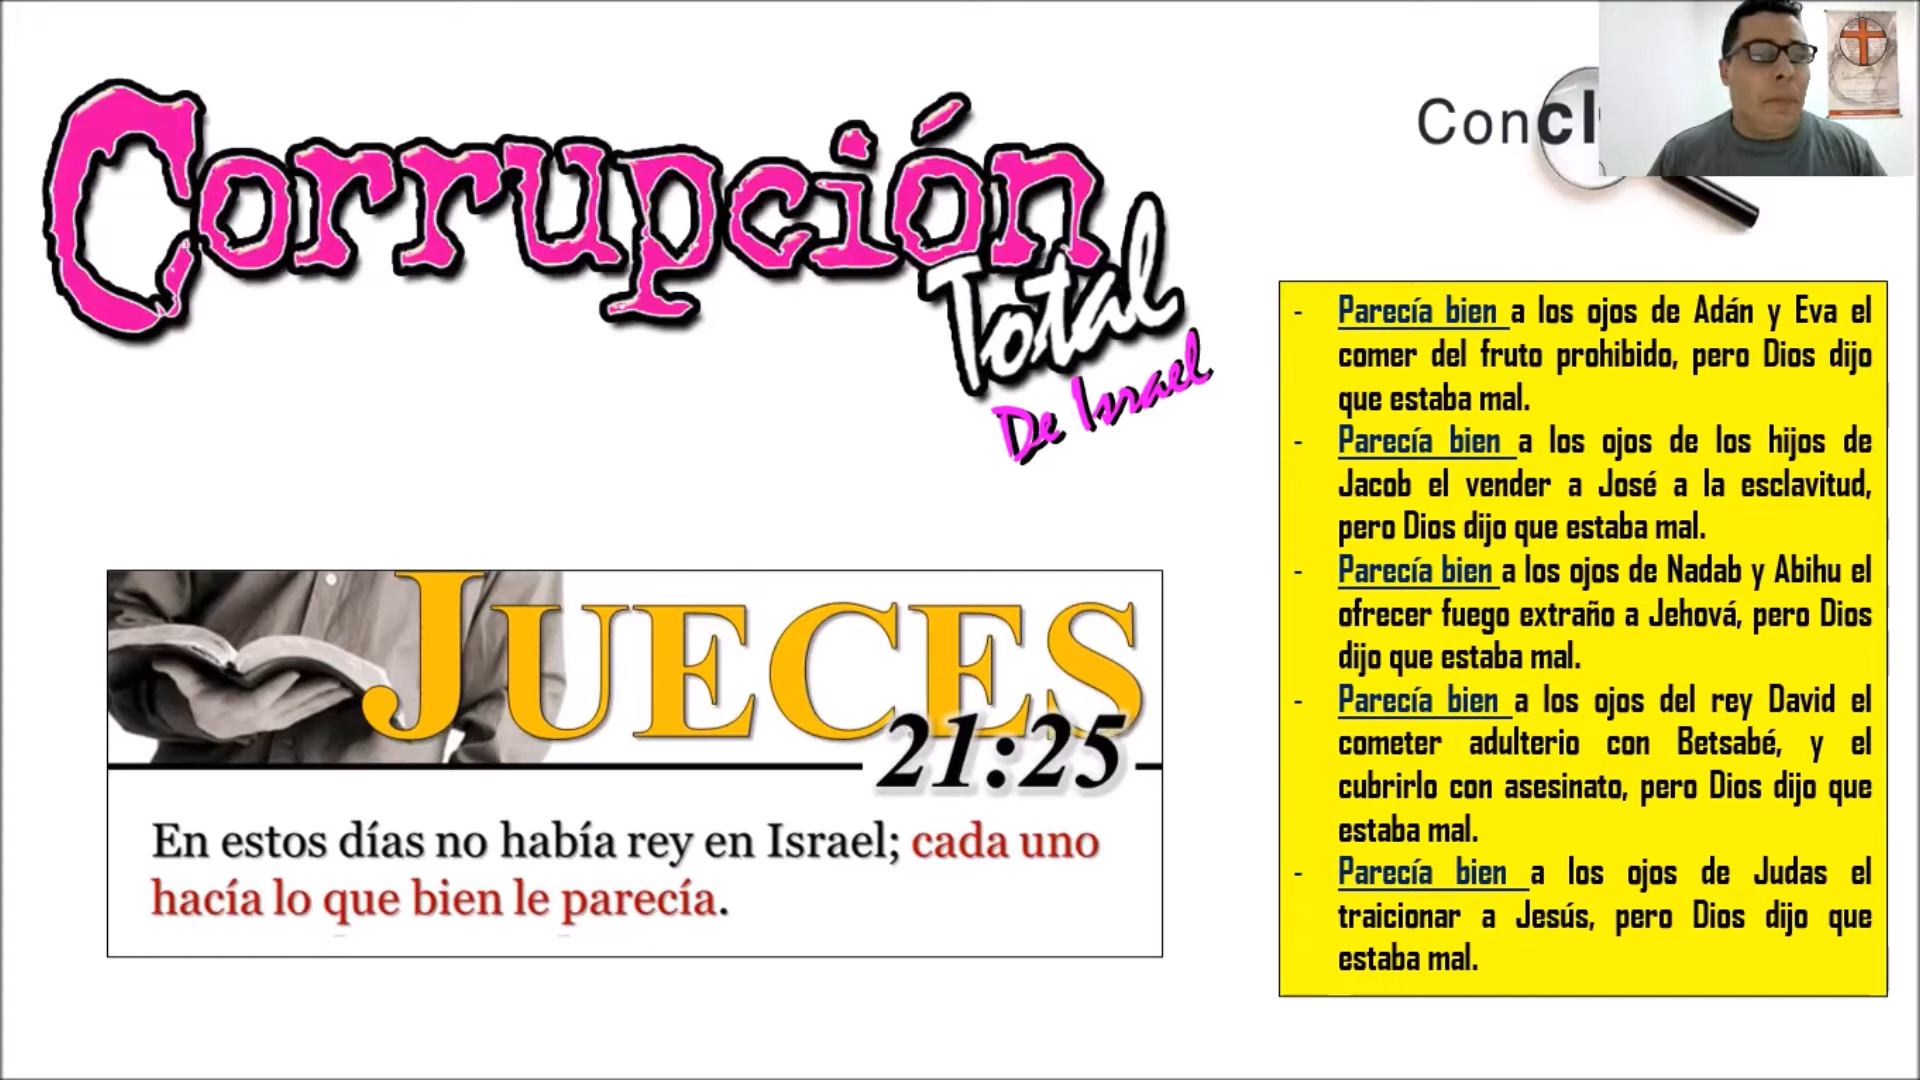 Corrupción
Total
De Israel
JUECES
21:25
En estos días no había rey en Israel; cada uno
hacía lo que bien le parecía.
- Parecía bien a los ojos de Adán y Eva el
comer del fruto prohibido, pero Dios dijo
que estaba mal.
- Parecía bien a los ojos de los hijos de
Jacob el vender a José a la esclavitud,
pero Dios dijo que estaba mal.
- Parecía bien a los ojos de Nadab y Abihu el
ofrecer fuego extraño a Jehová, pero Dios
dijo que estaba mal.
- Parecía bien a los ojos del rey David el
cometer adulterio con Betsabé, y el
cubrirlo con asesinato, pero Dios dijo que
estaba mal.
- Parecía bien a los ojos de Judas el
traicionar a Jesús, pero Dios dijo que
estaba mal.